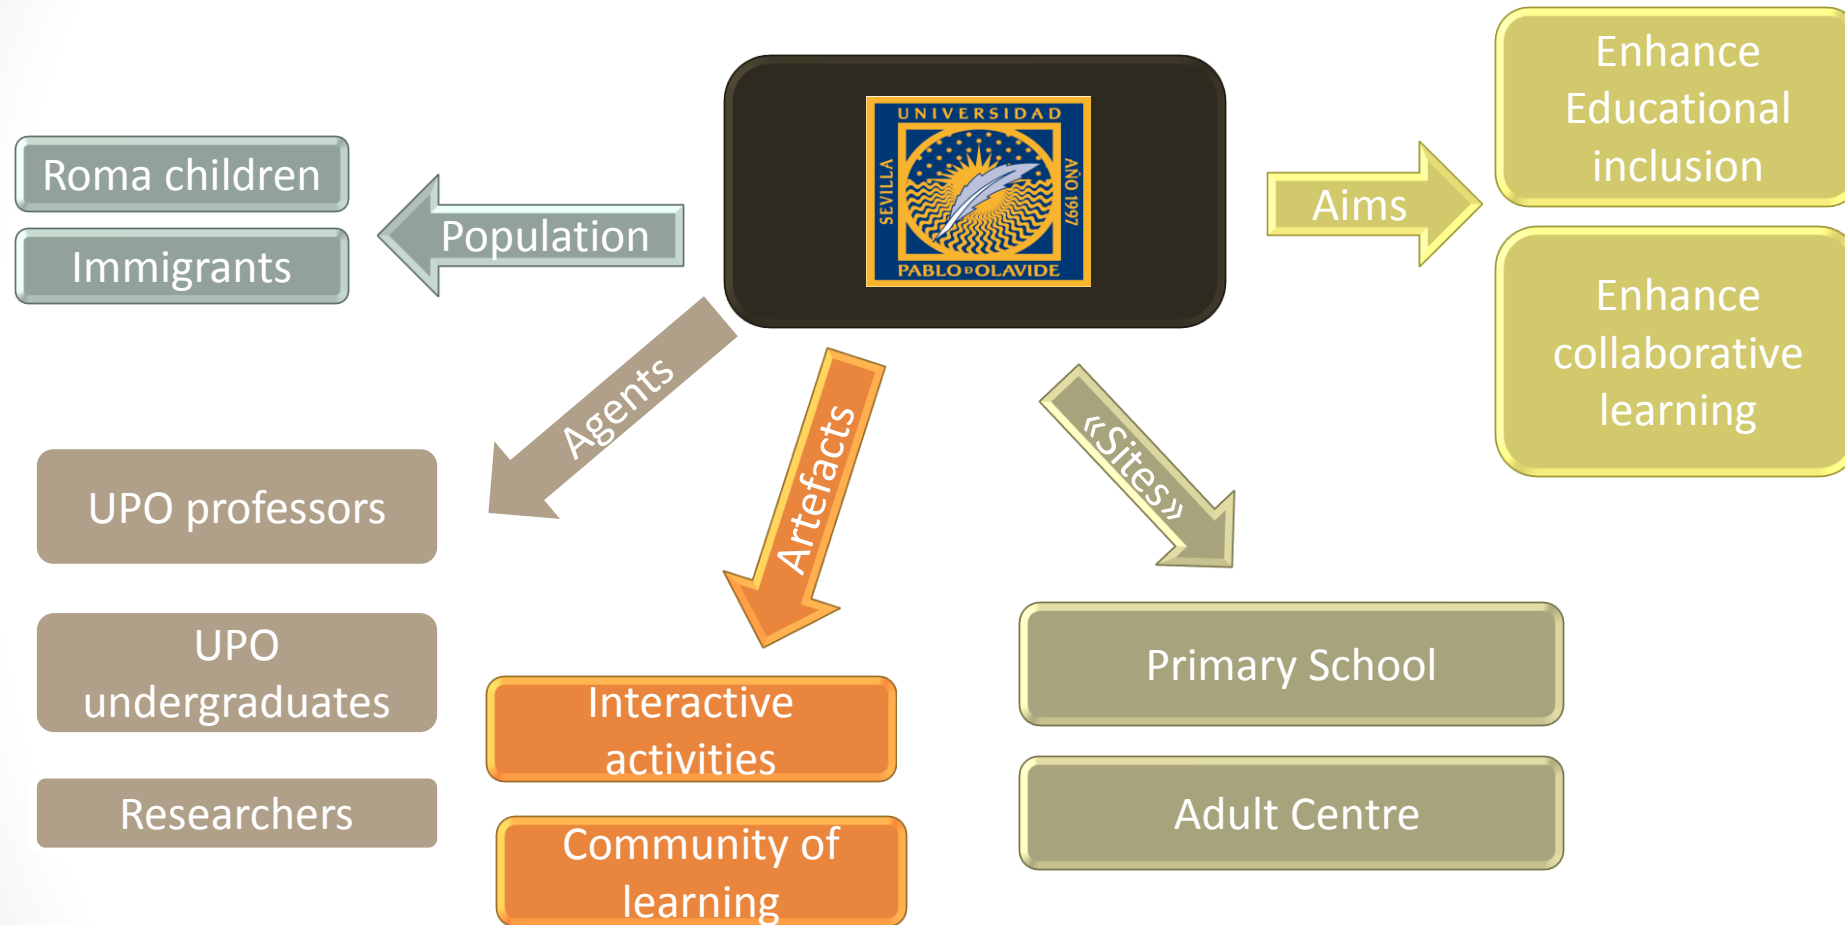 UNIVERSIDAD
SEVILLA
AÑO 1997
PABLO DE OLAVIDE
Roma children
Immigrants
Population
Aims
Enhance
Educational
inclusion
Enhance
collaborative
learning
Agents
UPO professors
UPO
undergraduates
Researchers
Artefacts
Interactive
activities
Community of
learning
«Sites»
Primary School
Adult Centre